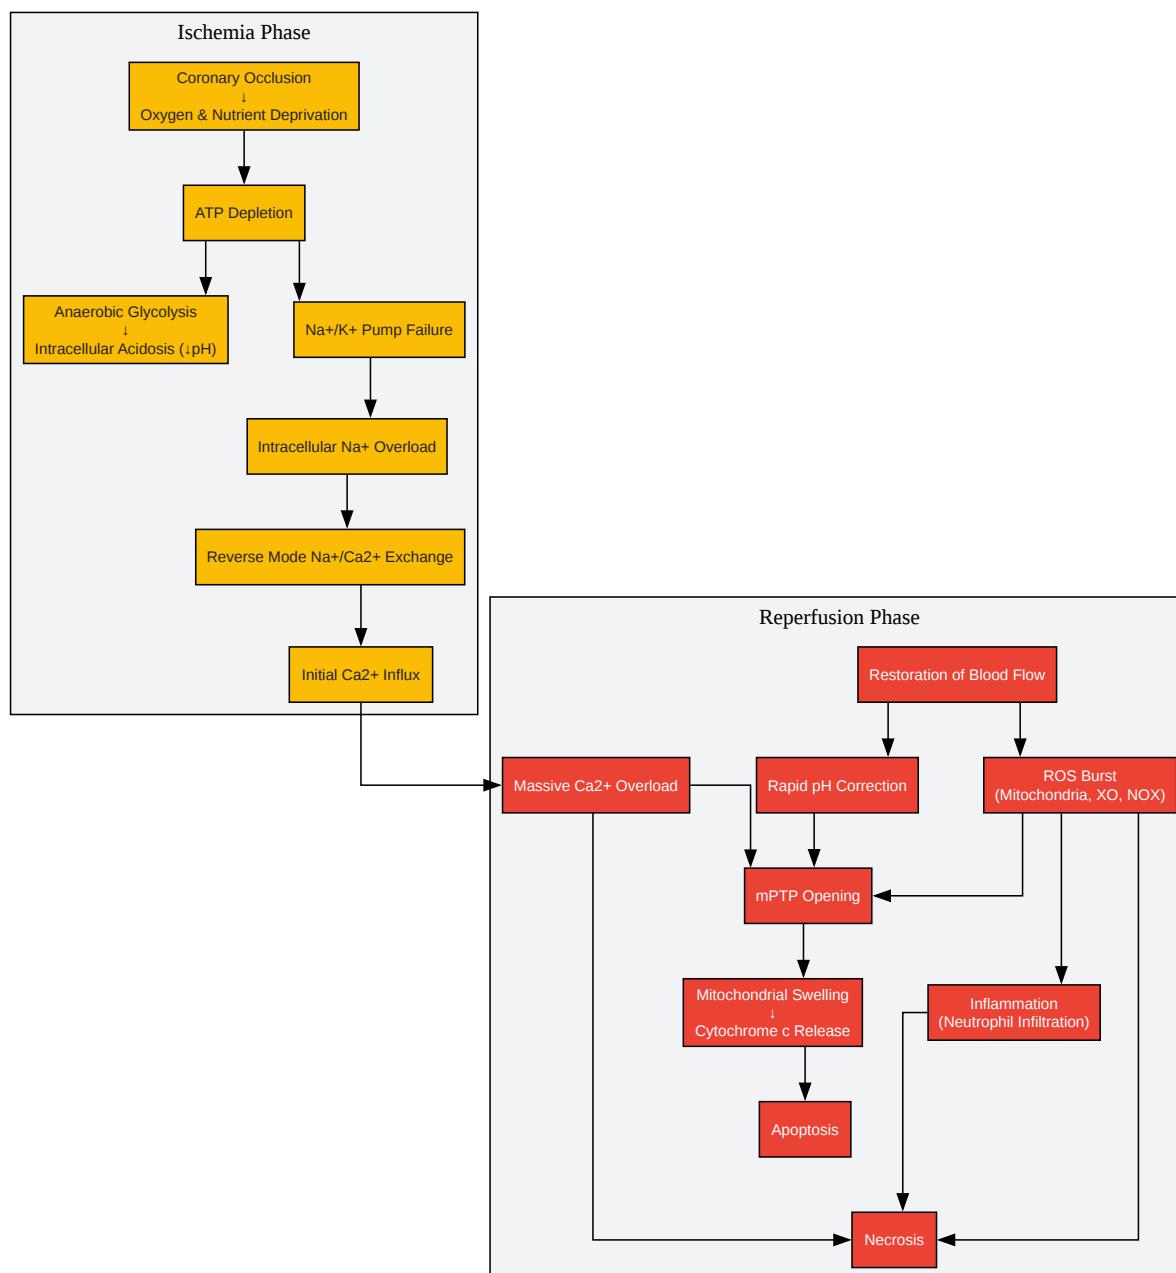 Ischemia Phase
Coronary Occlusion
↓
Oxygen & Nutrient Deprivation
ATP Depletion
Anaerobic Glycolysis
↓
Intracellular Acidosis (↓pH)
Na+/K+ Pump Failure
Intracellular Na+ Overload
Reverse Mode Na+/Ca2+ Exchange
Initial Ca2+ Influx
Reperfusion Phase
Restoration of Blood Flow
Massive Ca2+ Overload
Rapid pH Correction
ROS Burst
(Mitochondria, XO, NOX)
mPTP Opening
Mitochondrial Swelling
↓
Cytochrome c Release
Inflammation
(Neutrophil Infiltration)
Apoptosis
Necrosis